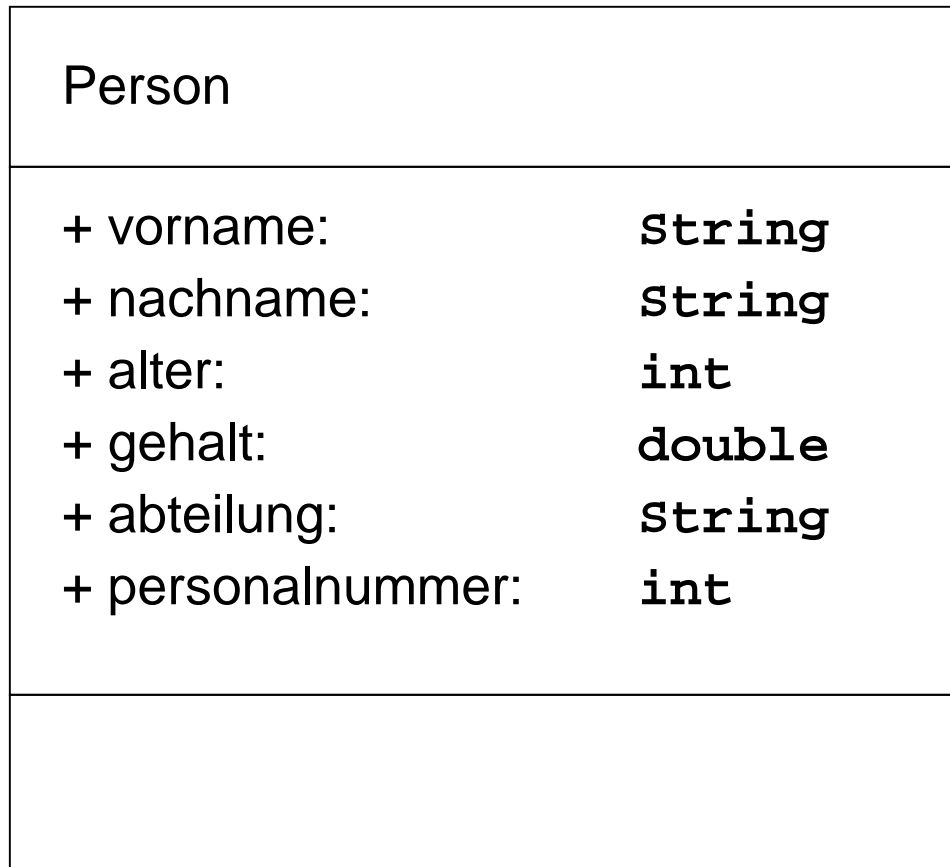 Person
+ vorname: String
+ nachname: String
+ alter: int
+ gehalt: double
+ abteilung: String
+ personalnummer: int